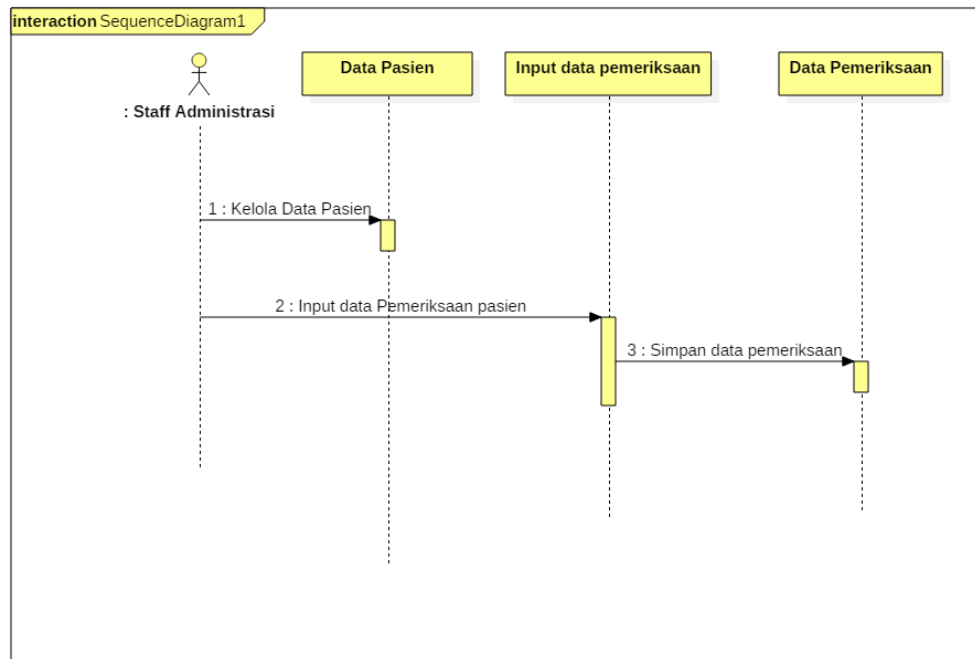 interaction SequenceDiagram1
Data Pasien
Input data pemeriksaan
Data Pemeriksaan
: Staff Administrasi
1 : Kelola Data Pasien
2 : Input data Pemeriksaan pasien
3 : Simpan data pemeriksaan